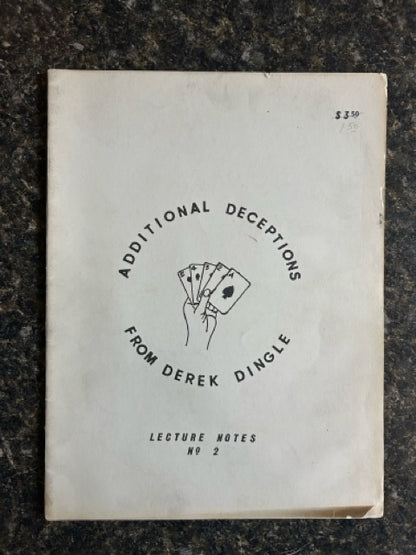 $3.50
1.50
ADDITIONAL DECEPTIONS
A
FROM DEREK DINGLE
LECTURE NOTES
Nº 2